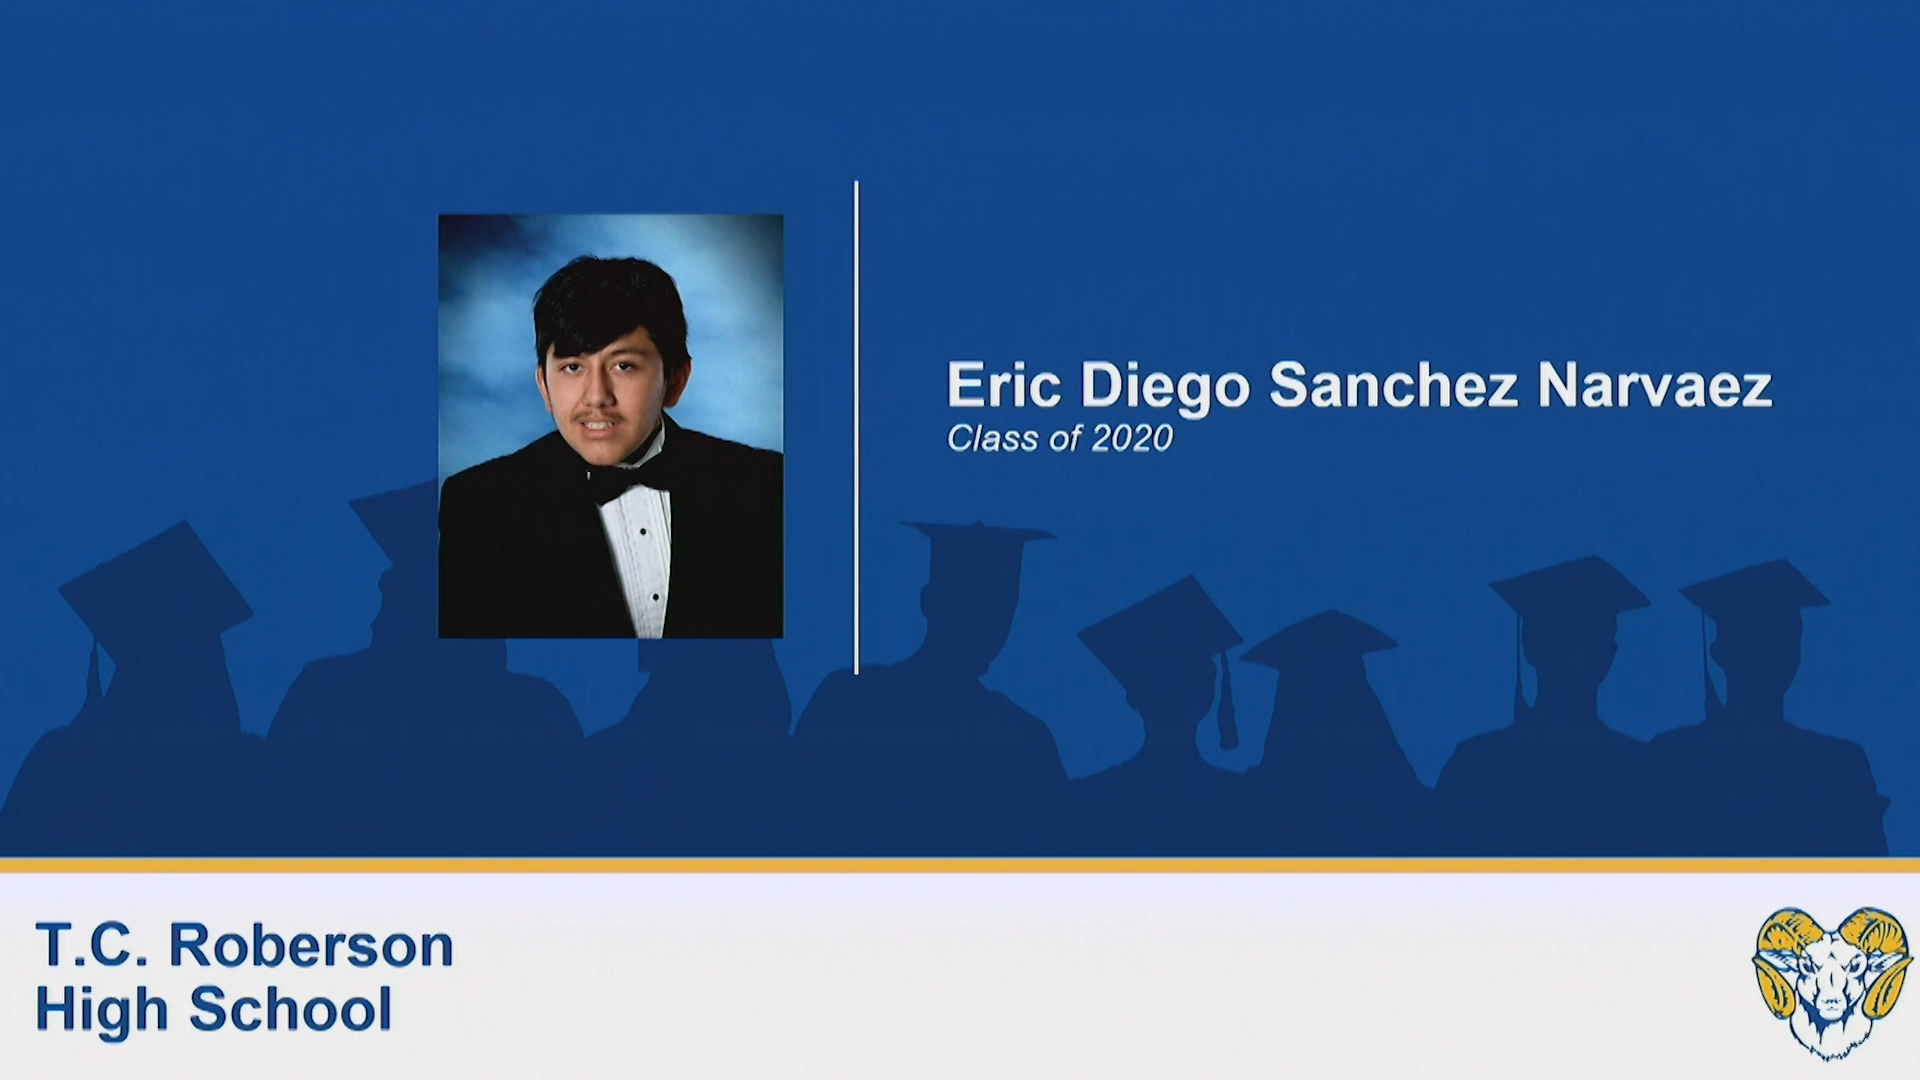 Eric Diego Sanchez Narvaez
Class of 2020
T.C. Roberson
High School